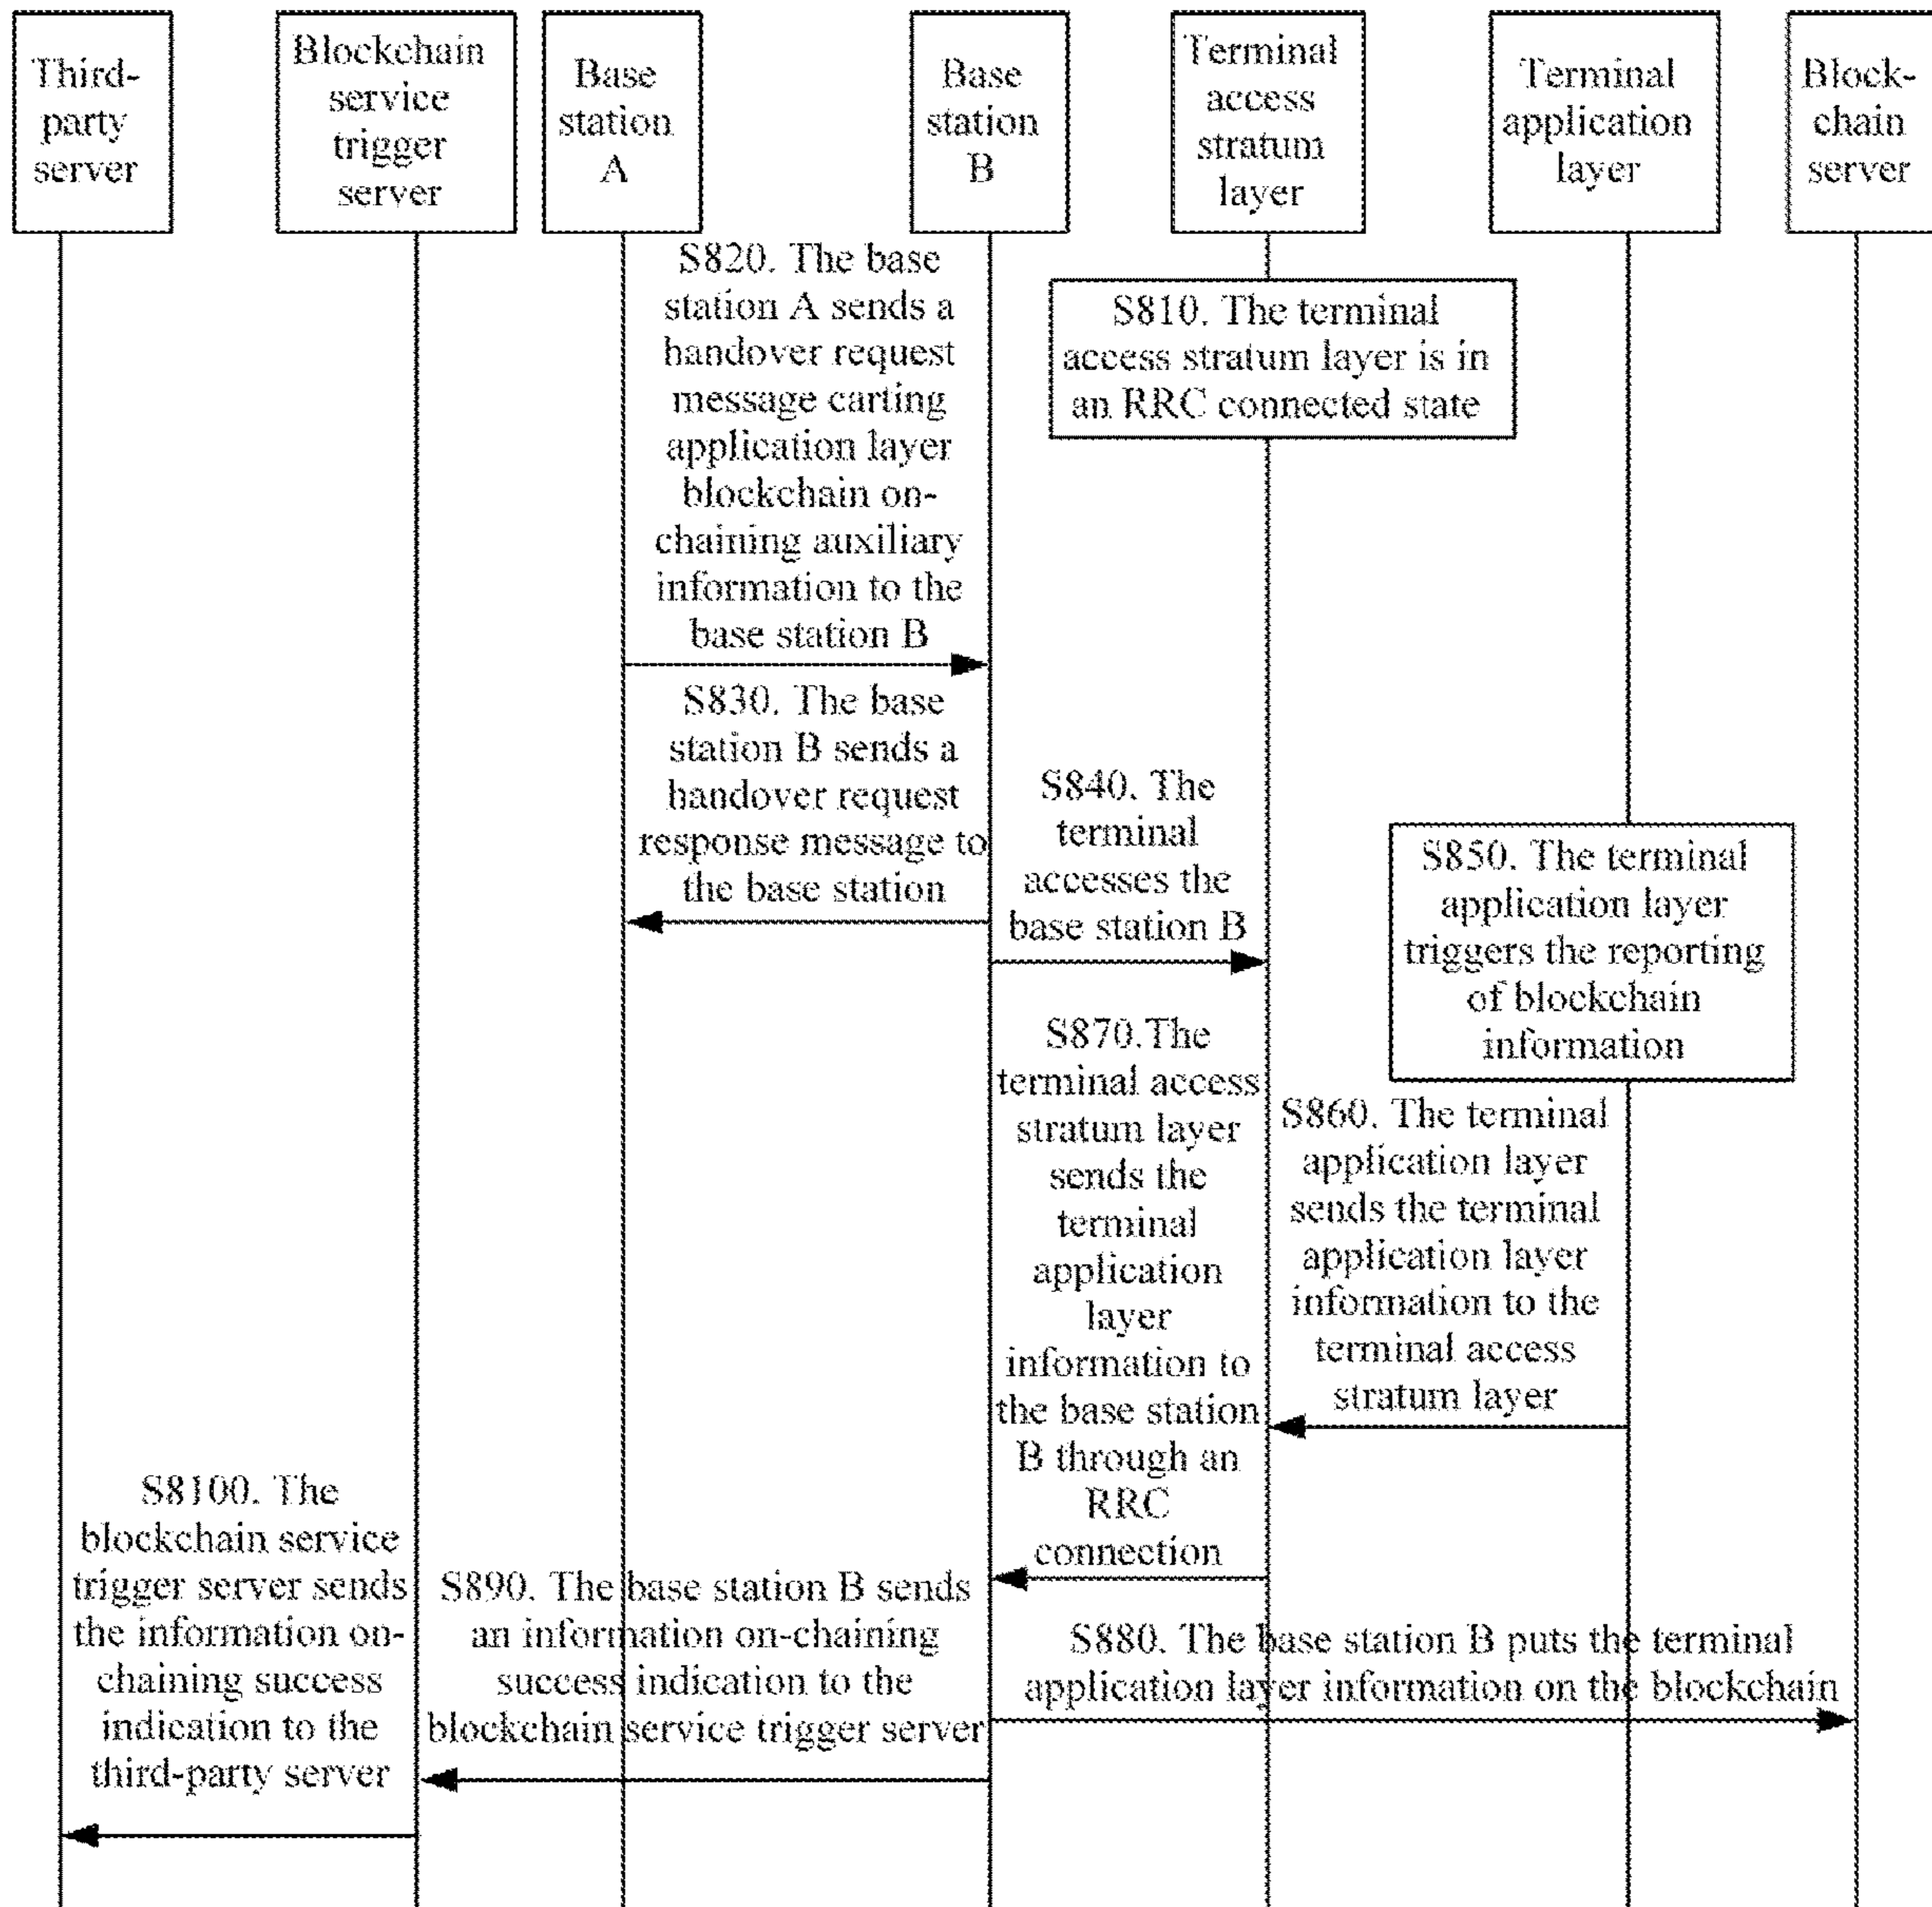 Third-
party
server
Blockchain
service
trigger
server
Base
station
A
Base
station
B
Terminal
access
stratum
layer
Terminal
application
layer
Block-
chain
server
S820. The base
station A sends a
handover request
message carting
application layer
blockchain on-
chaining auxiliary
information to the
base station B
S810. The terminal
access stratum layer is in
an RRC connected state
S830. The base
station B sends a
handover request
response message to
the base station
S840. The
terminal
accesses the
base station B
S850. The terminal
application layer
triggers the reporting
of blockchain
information
S870.The
terminal access
stratum layer
sends the
terminal
application
layer
information to
the base station
B through an
RRC
connection
S860. The terminal
application layer
sends the terminal
application layer
information to the
terminal access
stratum layer
S8100. The
blockchain service
trigger server sends
the information on-
chaining success
indication to the
third-party server
S890. The base station B sends
an information on-chaining
success indication to the
blockchain service trigger server
S880. The base station B puts the terminal
application layer information on the blockchain